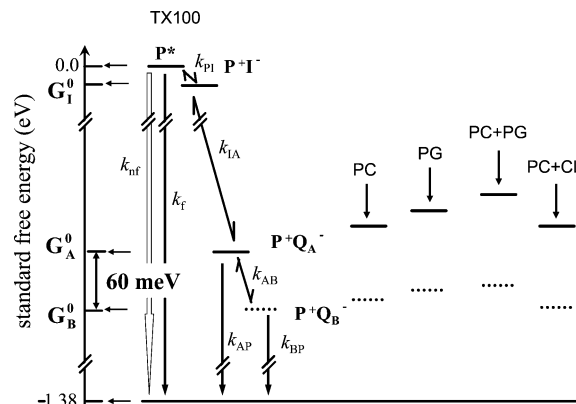 TX100
0.0
P*
kPI
P⁺I⁻
G⁰I
PC+PG
PG
PC+Cl
PC
standard free energy (eV)
knf
kf
kIA
G⁰A
P⁺QA⁻
60 meV
kAB
G⁰B
P⁺QB⁻
kAP
kBP
-1.38